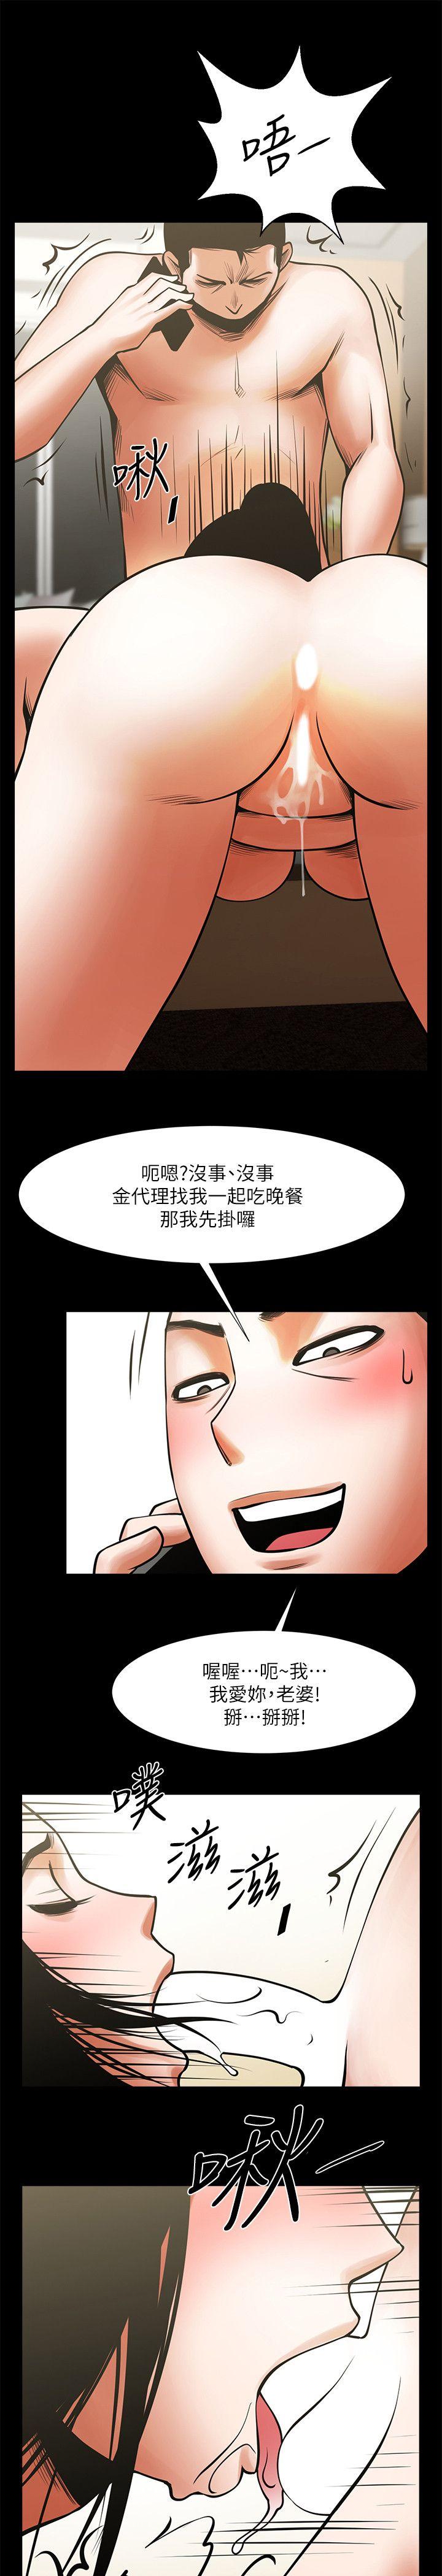 唔一
啾
呃嗯?沒事、沒事
金代理找我一起吃晚餐
那我先掛囉
喔喔…呃~我…
我愛妳，老婆!
掰…掰掰!
噗
滋
滋
啾一